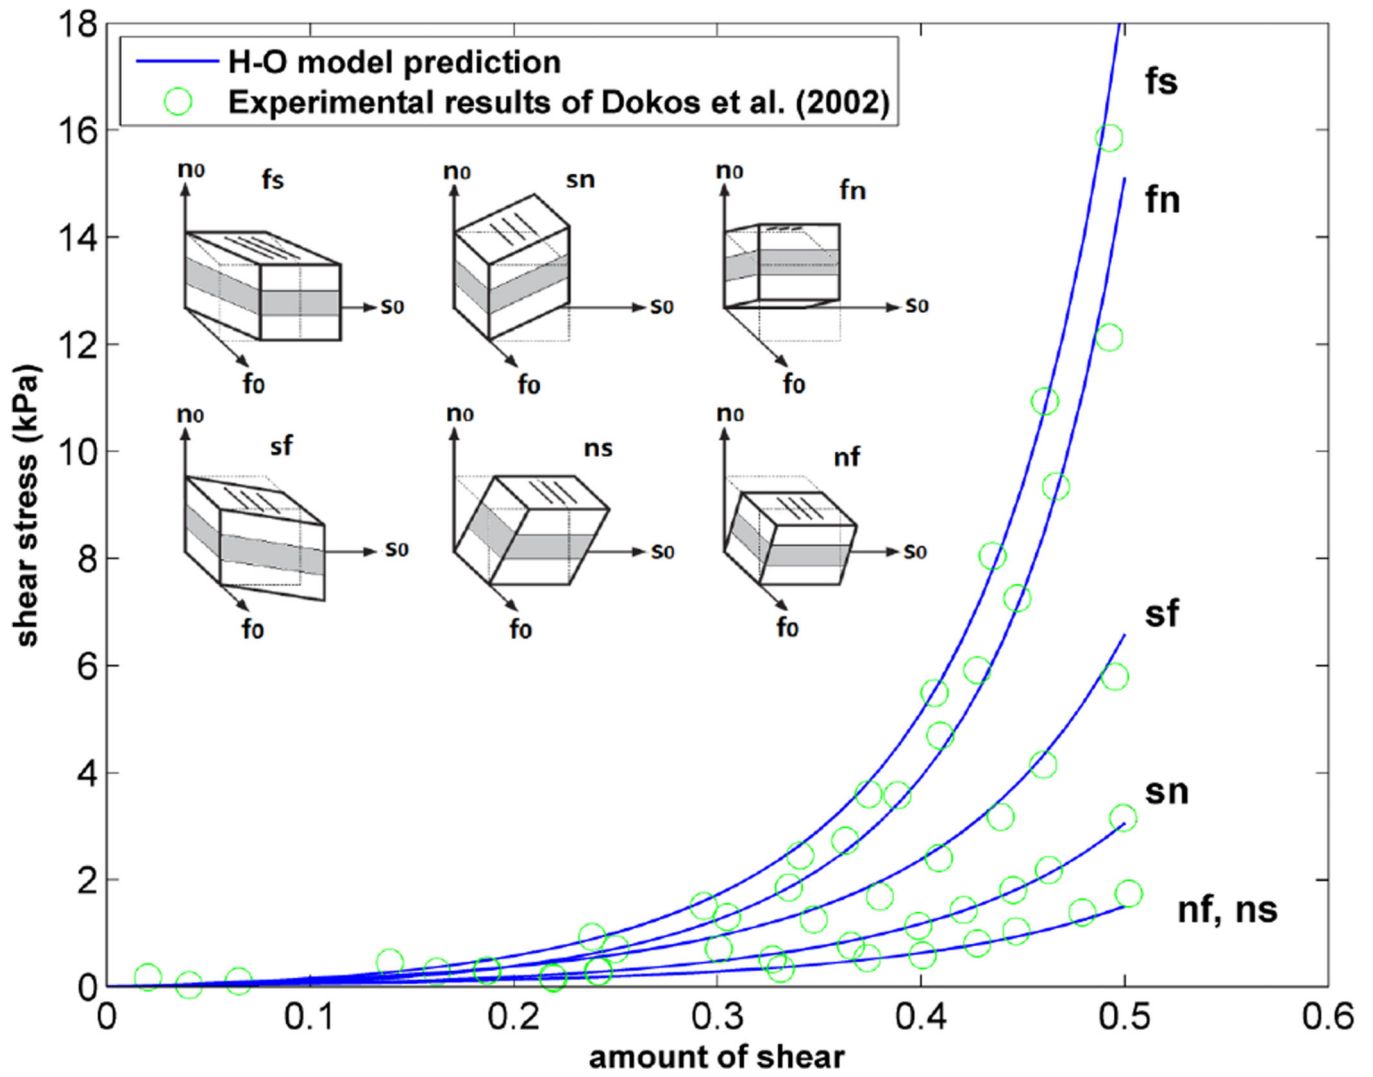 18
16
14
12
10
8
6
4
2
0
shear stress (kPa)
H-O model prediction
Experimental results of Dokos et al. (2002)
n0
fs
s0
f0
n0
sn
s0
f0
n0
fn
s0
f0
n0
sf
s0
f0
n0
ns
s0
f0
n0
nf
s0
f0
fs
fn
sf
sn
nf, ns
0 0.1 0.2 0.3 0.4 0.5 0.6
amount of shear